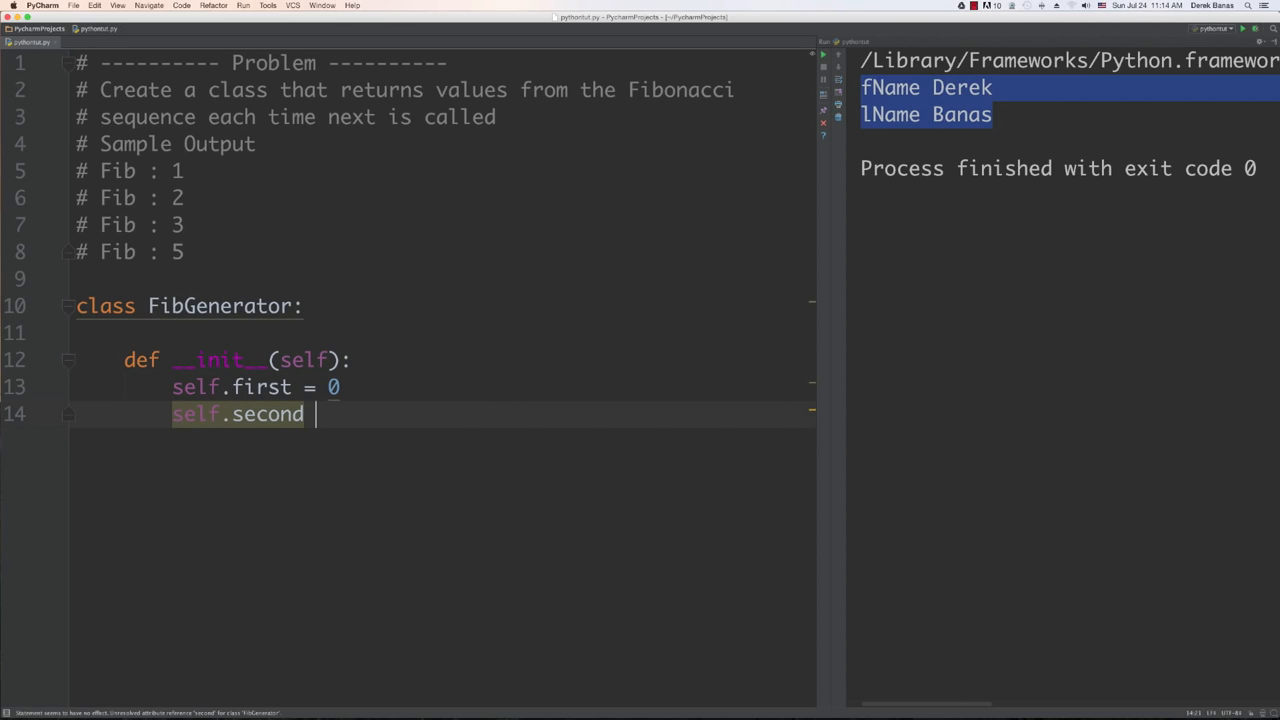 PyCharm File Edit View Navigate Code Refactor Run Tools VCS Window Help
10 Sun Jul 24 11:14 AM Derek Banas
pythontut.py - PycharmProjects - [~/PycharmProjects]
PycharmProjects pythontut.py
pythontut
pythontut.py
Run: pythontut
1 # ---------- Problem ----------
2 # Create a class that returns values from the Fibonacci
3 # sequence each time next is called
4 # Sample Output
5 # Fib : 1
6 # Fib : 2
7 # Fib : 3
8 # Fib : 5
9
10 class FibGenerator:
11
12 def __init__(self):
13 self.first = 0
14 self.second
/Library/Frameworks/Python.framewor
fName Derek
lName Banas
Process finished with exit code 0
Statement seems to have no effect. Unresolved attribute reference 'second' for class 'FibGenerator'.
14:21 LF÷ UTF-8÷